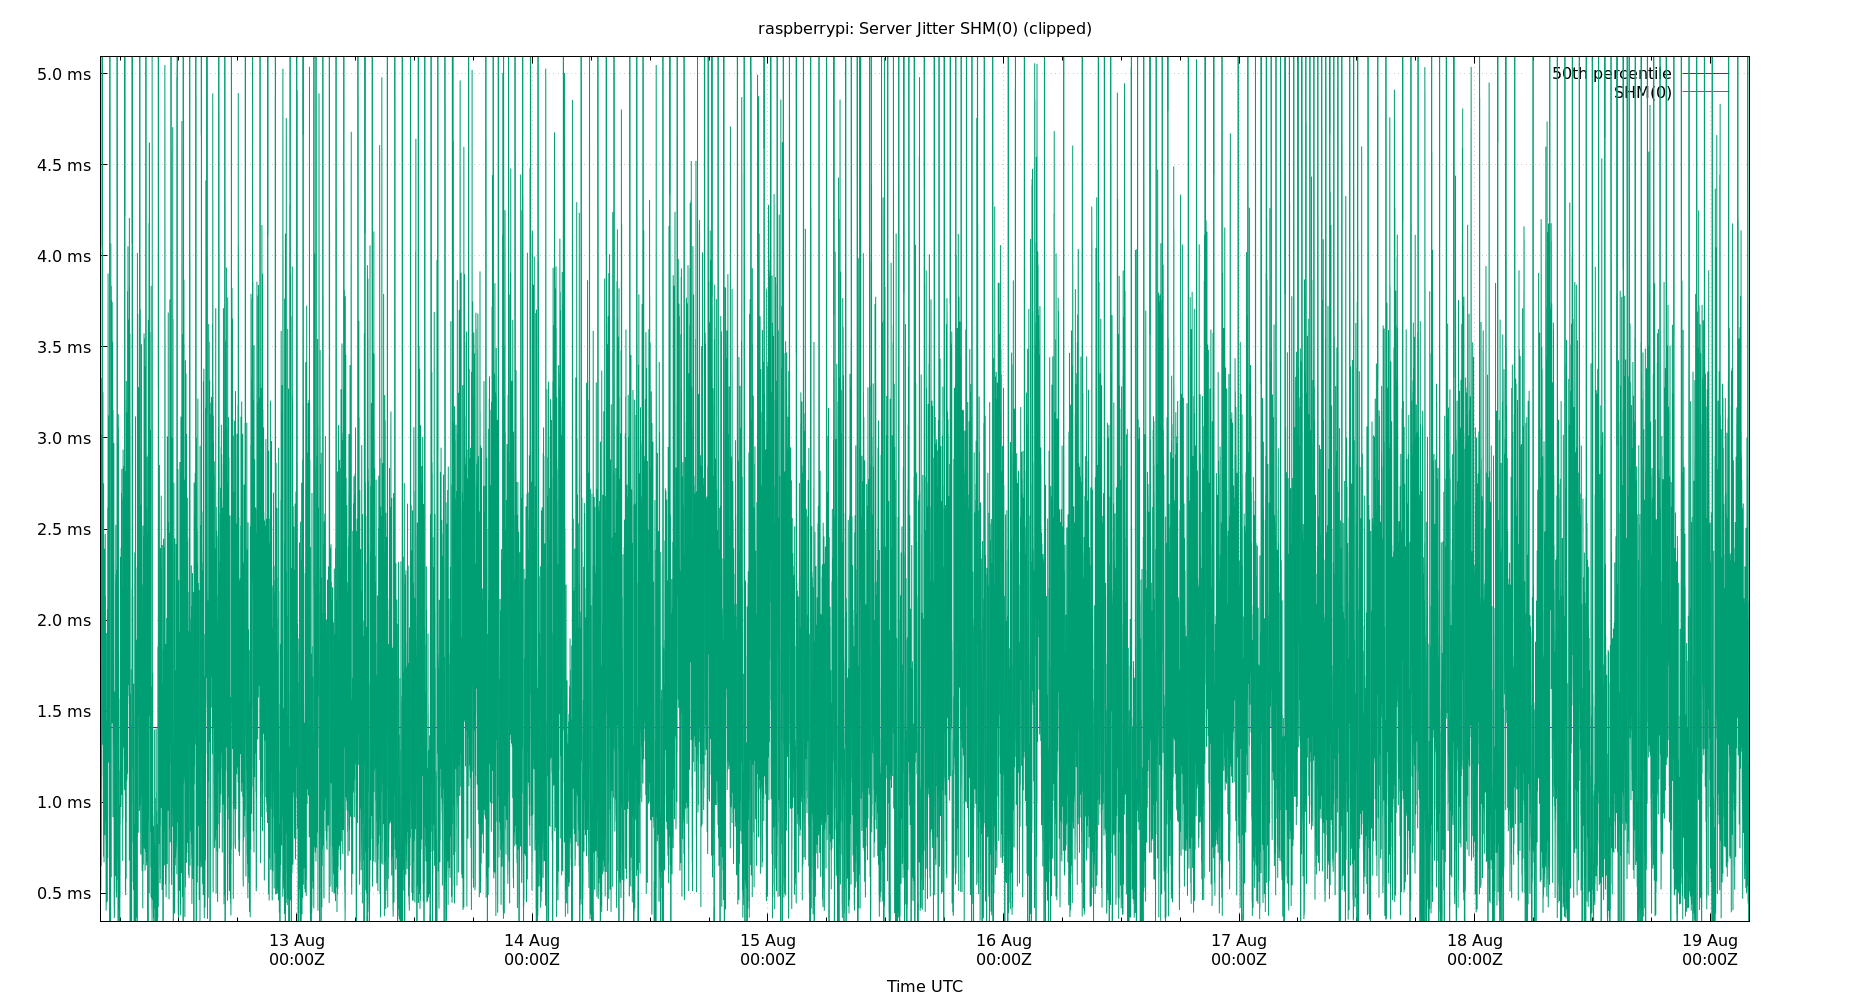 raspberrypi: Server Jitter SHM(0) (clipped)
5.0 ms
50th percentile
SHM(0)
4.5 ms
4.0 ms
3.5 ms
3.0 ms
2.5 ms
2.0 ms
1.5 ms
1.0 ms
0.5 ms
13 Aug 14 Aug 15 Aug 16 Aug 17 Aug 18 Aug 19 Aug
00:00Z 00:00Z 00:00Z 00:00Z 00:00Z 00:00Z 00:00Z
Time UTC